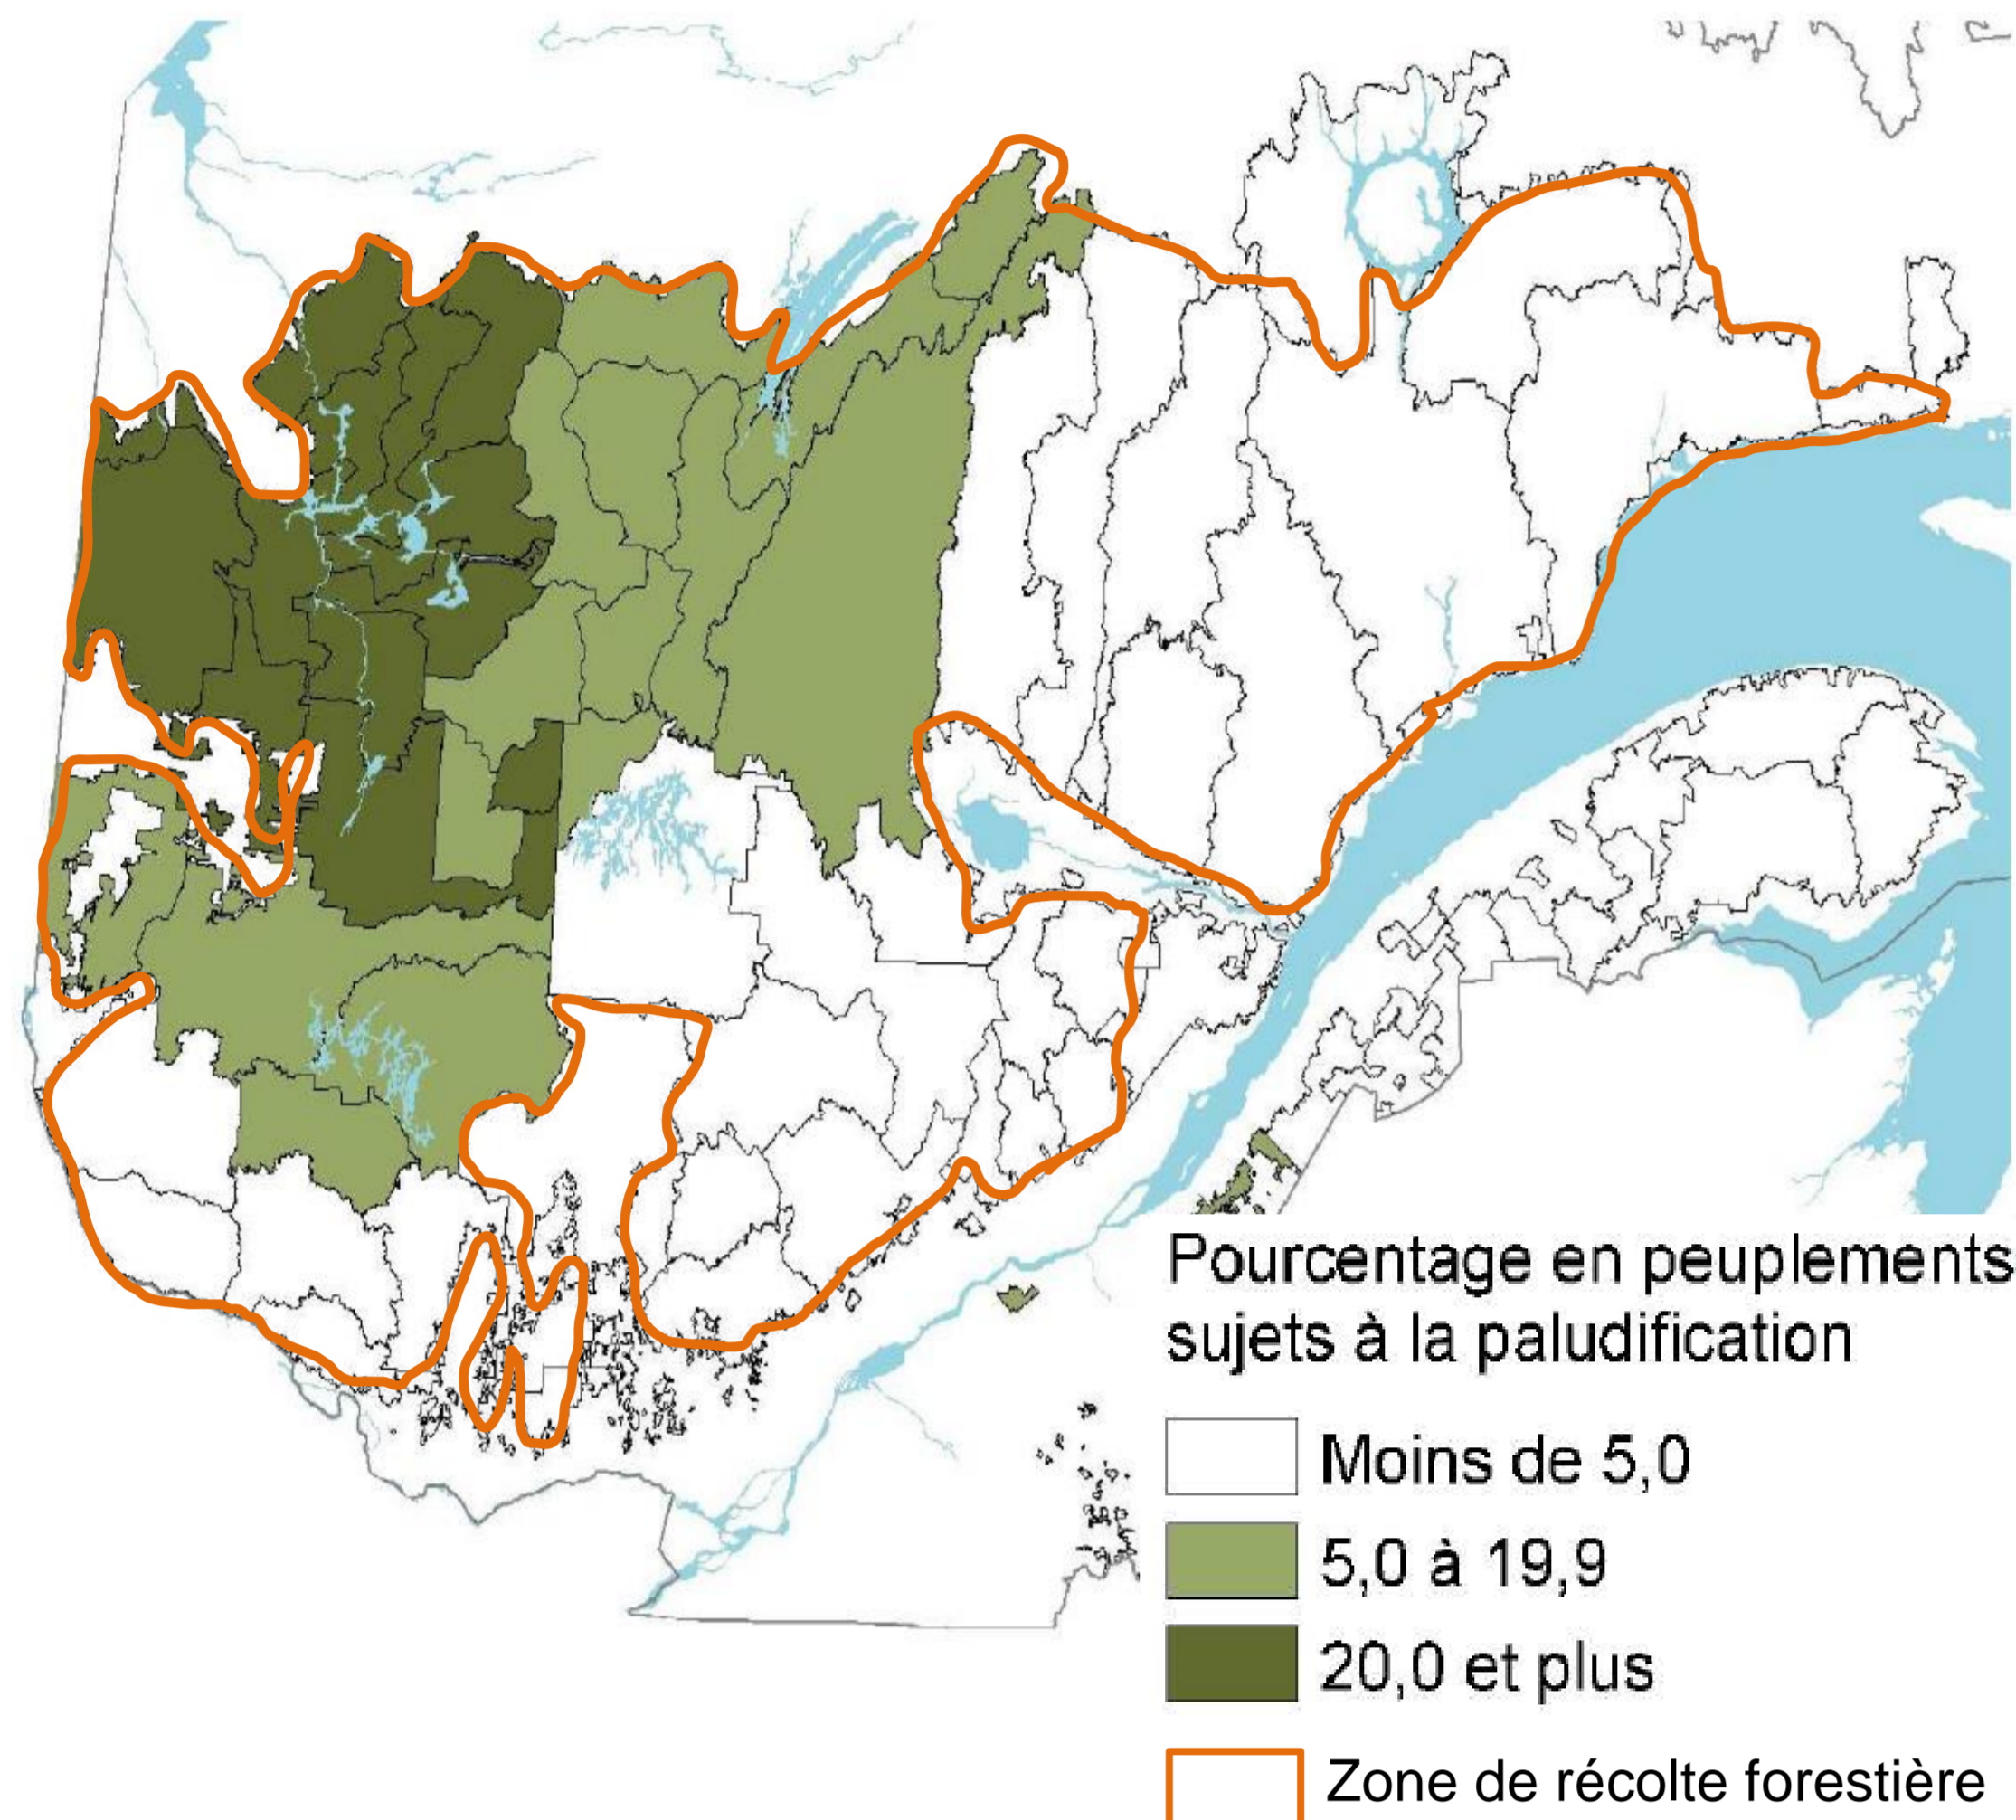 Pourcentage en peuplements
sujets à la paludification
Moins de 5,0
5,0 à 19,9
20,0 et plus
Zone de récolte forestière